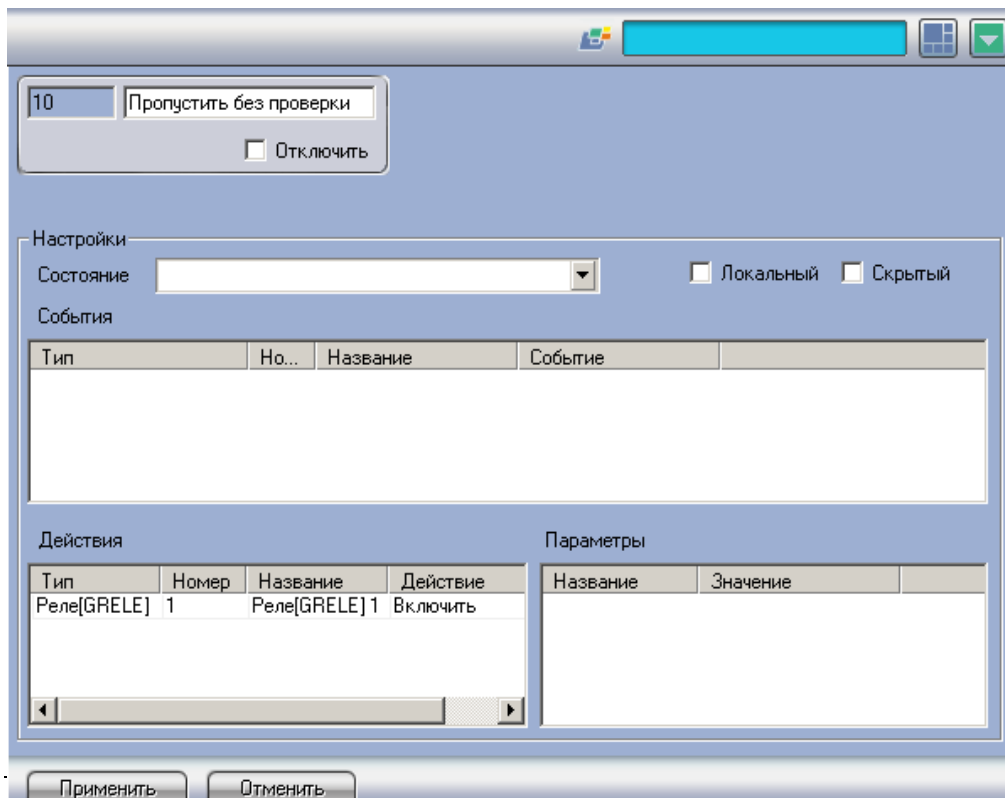 10 Пропустить без проверки
Отключить
Настройки
Состояние Локальный Скрытый
События
Тип Но... Название Событие
Действия
Тип Номер Название Действие
Реле[GRELE] 1 Реле[GRELE] 1 Включить
Параметры
Название Значение
Применить Отменить